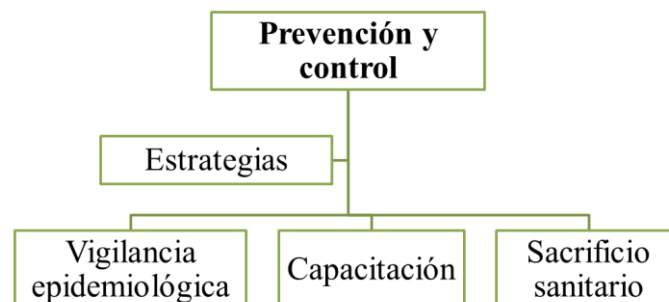 Prevención y
control
Estrategias
Vigilancia
epidemiológica
Capacitación
Sacrificio
sanitario